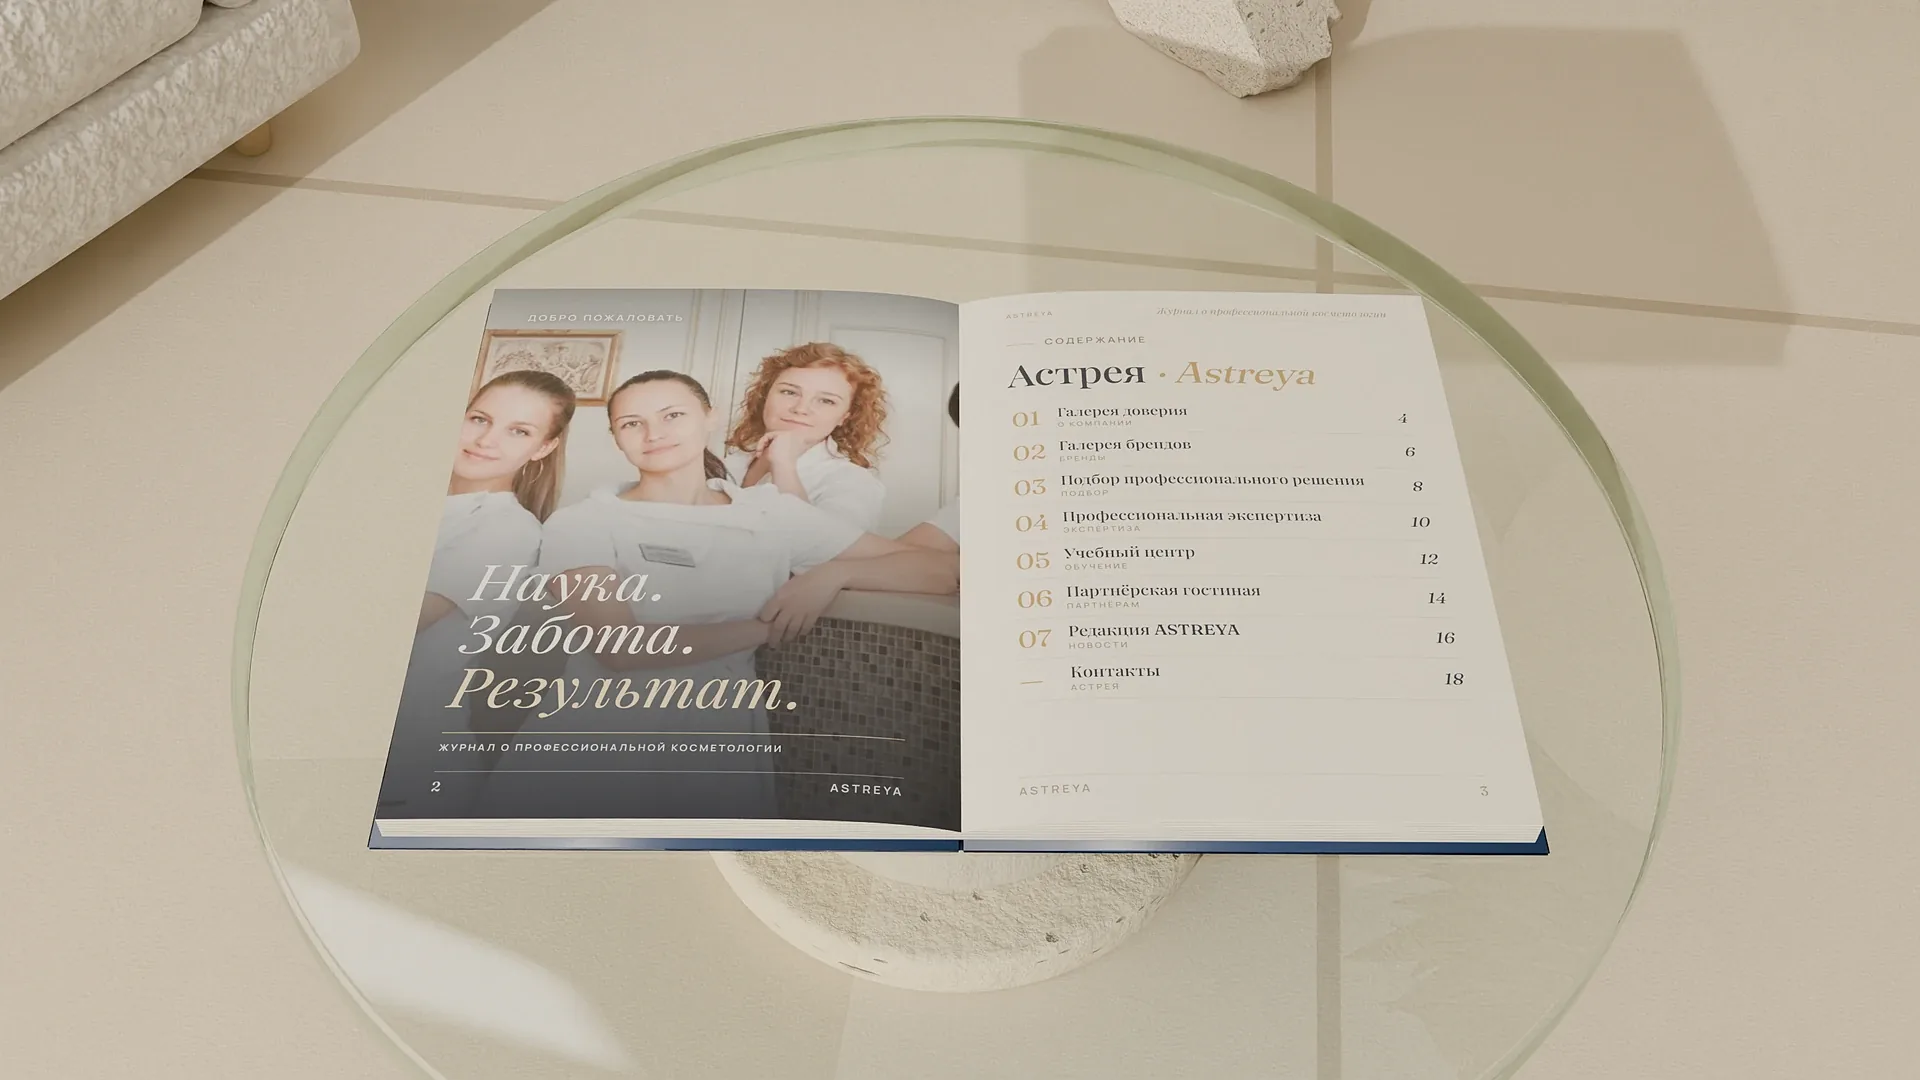 ДОБРО ПОЖАЛОВАТЬ
Наука.
Забота.
Результат.
ЖУРНАЛ О ПРОФЕССИОНАЛЬНОЙ КОСМЕТОЛОГИИ
2
ASTREYA
ASTREYA
Журнал о профессиональной косметологии
СОДЕРЖАНИЕ
Астрея · Astreya
01 Галерея доверия 4
О КОМПАНИИ
02 Галерея брендов 6
БРЕНДЫ
03 Подбор профессионального решения 8
ПОДБОР
04 Профессиональная экспертиза 10
ЭКСПЕРТИЗА
05 Учебный центр 12
ОБУЧЕНИЕ
06 Партнёрская гостиная 14
ПАРТНЁРАМ
07 Редакция ASTREYA 16
НОВОСТИ
— Контакты 18
АСТРЕЯ
ASTREYA
3